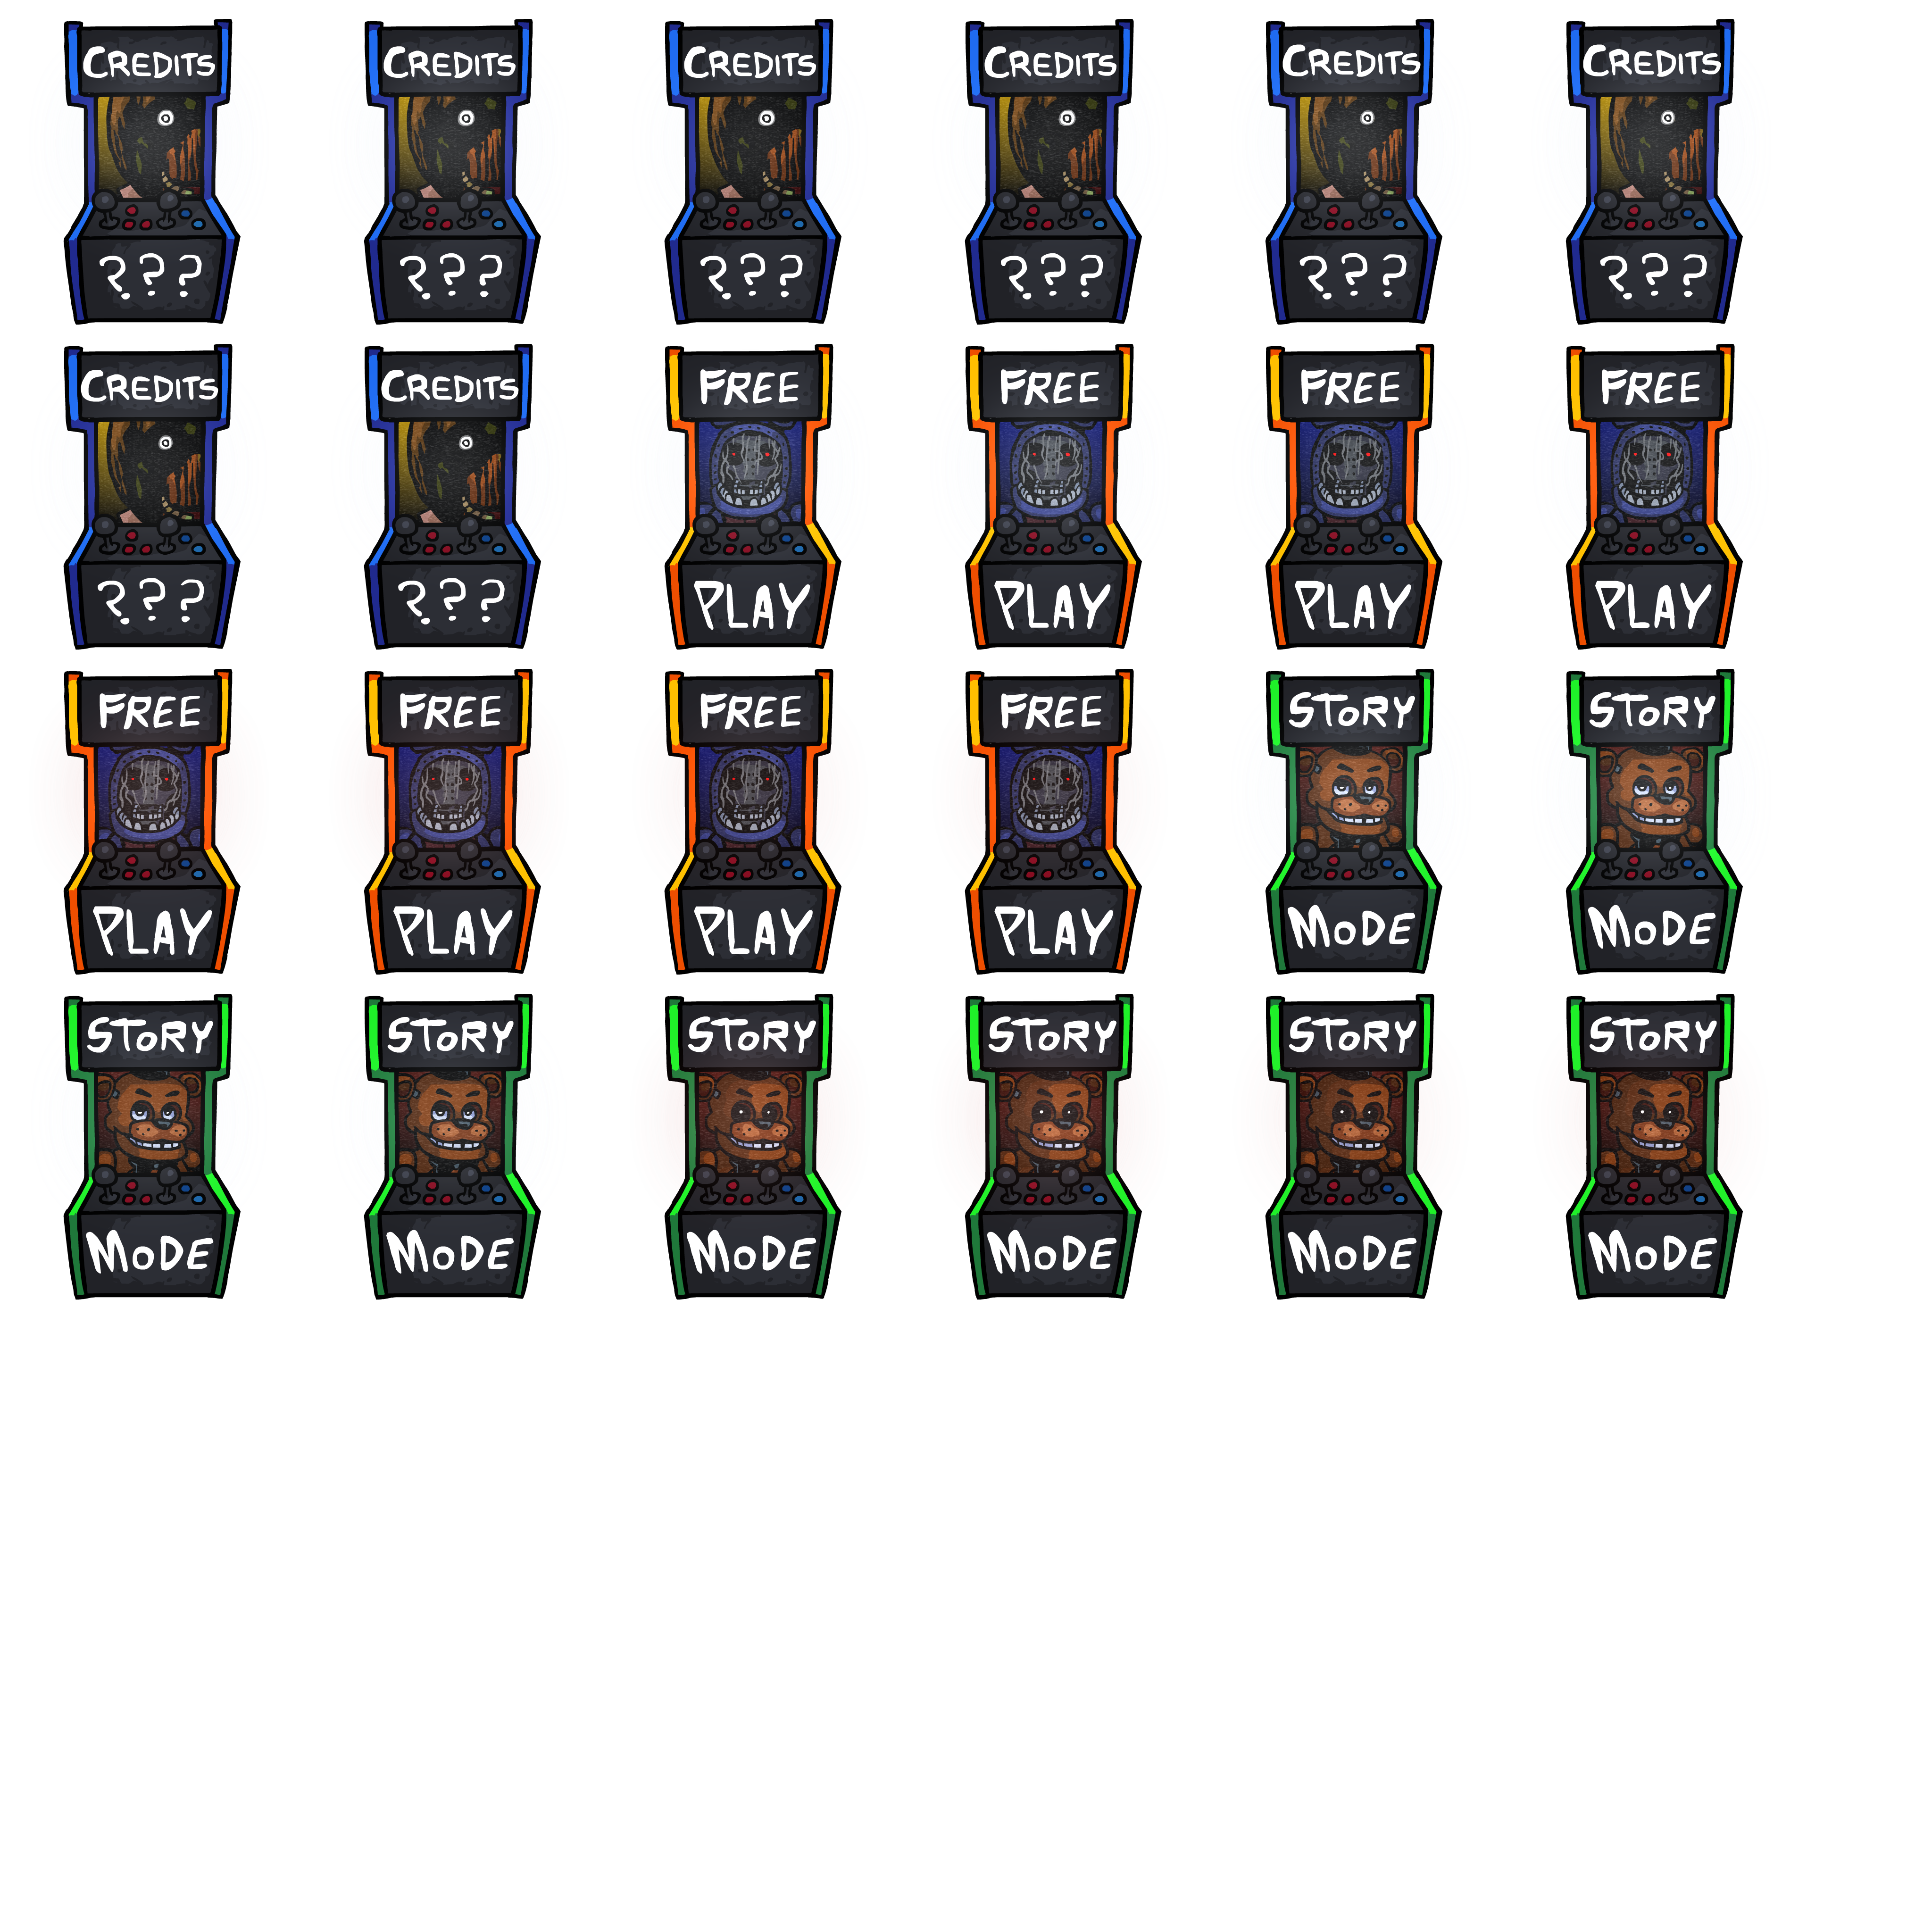 CREDITS CREDITS CREDITS CREDITS CREDITS CREDITS
??? ??? ??? ??? ??? ???
CREDITS CREDITS FREE FREE FREE FREE
??? ??? PLAY PLAY PLAY PLAY
FREE FREE FREE FREE STORY STORY
PLAY PLAY PLAY PLAY MODE MODE
STORY STORY STORY STORY STORY STORY
MODE MODE MODE MODE MODE MODE